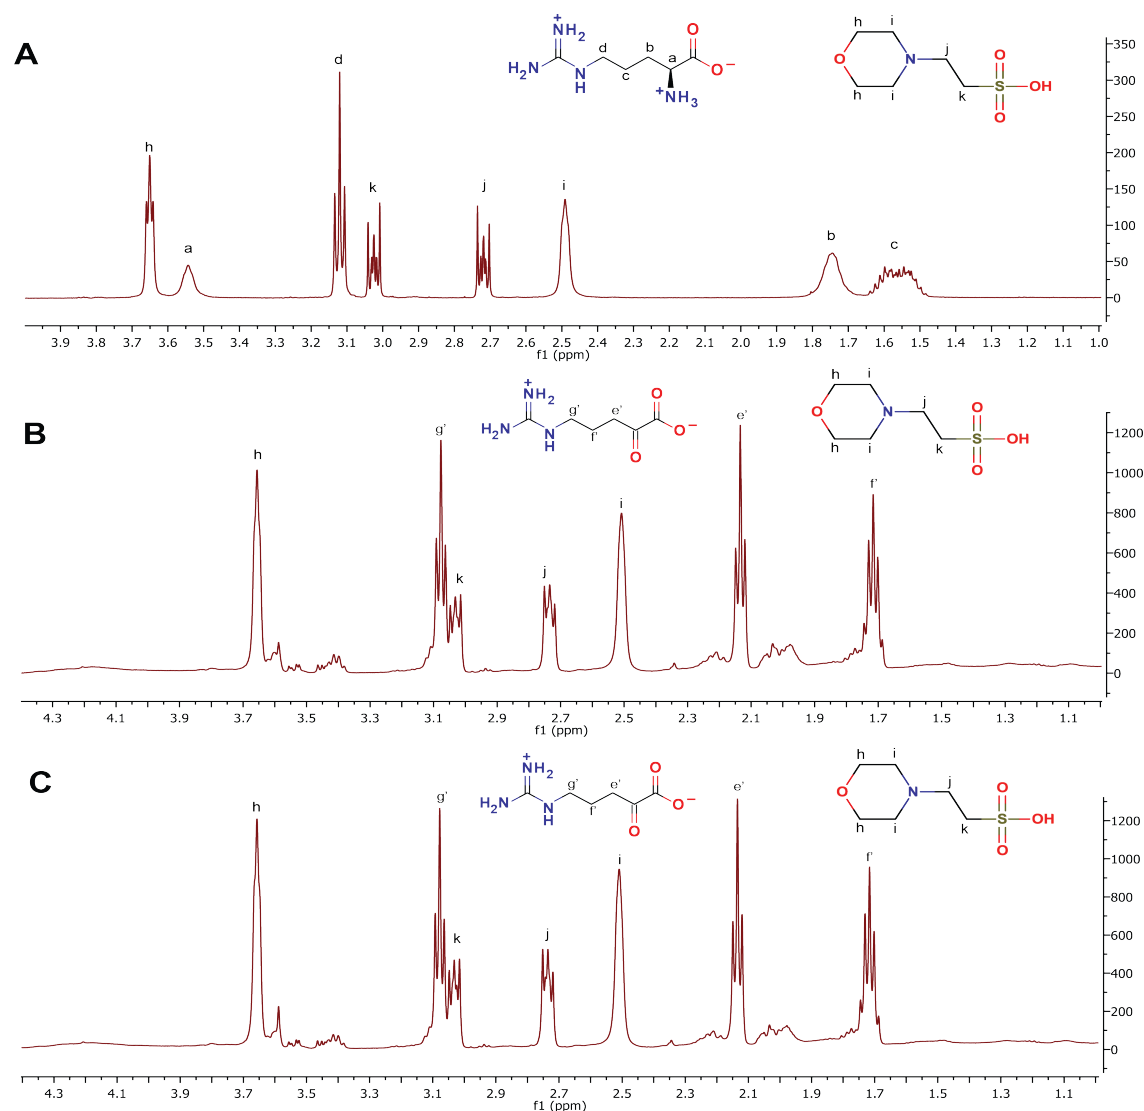 A
+
NH2
H2N
N
H
d
c
b
a
O
O−
+NH3
h
i
O
N
h
i
j
k
O
S
OH
O
h
a
d
k
j
i
b
c
350
300
250
200
150
100
50
0
3.9 3.8 3.7 3.6 3.5 3.4 3.3 3.2 3.1 3.0 2.9 2.8 2.7 2.6 2.5 2.4 2.3 2.2 2.1 2.0 1.9 1.8 1.7 1.6 1.5 1.4 1.3 1.2 1.1 1.0
f1 (ppm)
B
+
NH2
H2N
N
H
g'
f'
e'
O
O−
O
h
i
O
N
h
i
j
k
O
S
OH
O
h
g'
k
j
i
e'
f'
1200
1000
800
600
400
200
0
4.3 4.1 3.9 3.7 3.5 3.3 3.1 2.9 2.7 2.5 2.3 2.1 1.9 1.7 1.5 1.3 1.1
f1 (ppm)
C
+
NH2
H2N
N
H
g'
f'
e'
O
O−
O
h
i
O
N
h
i
j
k
O
S
OH
O
h
g'
k
j
i
e'
f'
1200
1000
800
600
400
200
0
4.3 4.1 3.9 3.7 3.5 3.3 3.1 2.9 2.7 2.5 2.3 2.1 1.9 1.7 1.5 1.3 1.1
f1 (ppm)